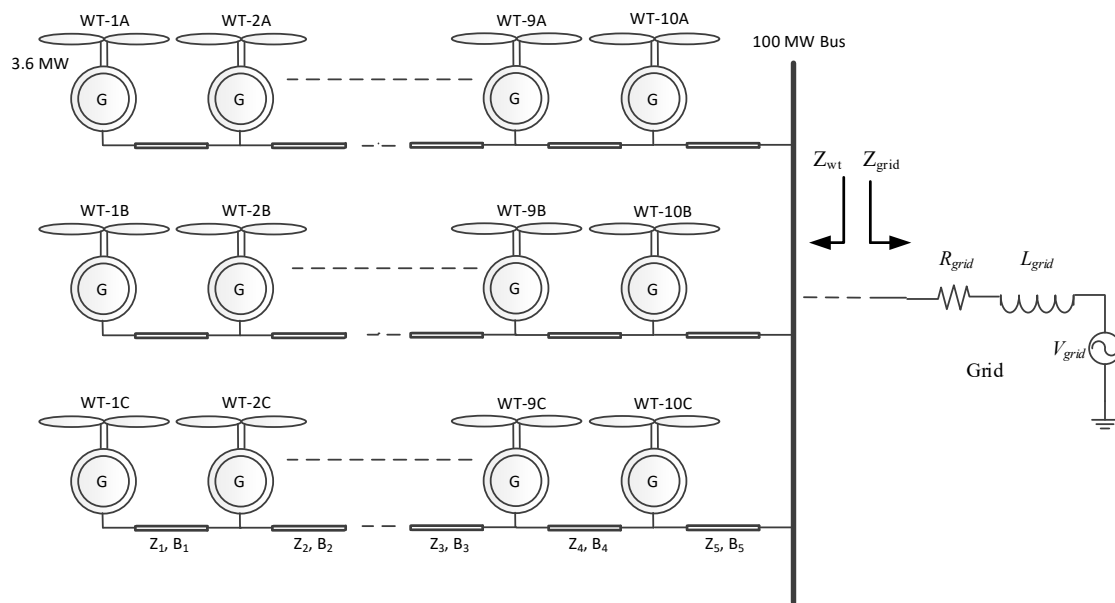 WT-1A
WT-2A
WT-9A
WT-10A
100 MW Bus
3.6 MW
G
G
G
G
Zwt
Zgrid
WT-1B
WT-2B
WT-9B
WT-10B
G
G
G
G
Rgrid
Lgrid
Vgrid
Grid
WT-1C
WT-2C
WT-9C
WT-10C
G
G
G
G
Z1, B1
Z2, B2
Z3, B3
Z4, B4
Z5, B5